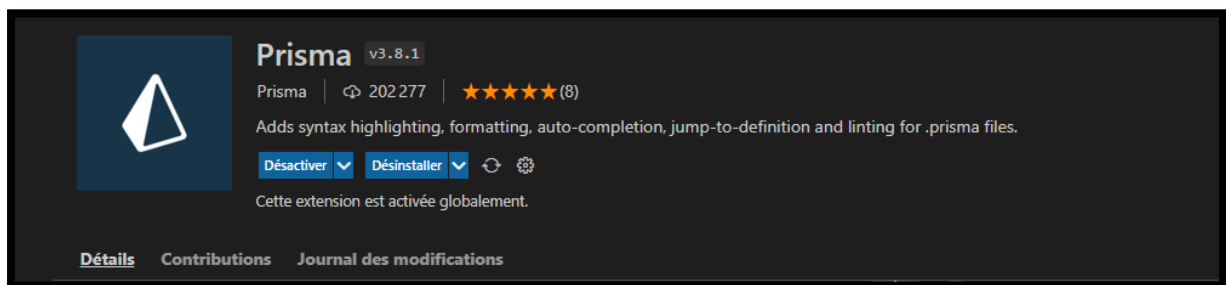 Prisma v3.8.1
Prisma 202 277 (8)
Adds syntax highlighting, formatting, auto-completion, jump-to-definition and linting for .prisma files.
Désactiver Désinstaller
Cette extension est activée globalement.
Détails Contributions Journal des modifications